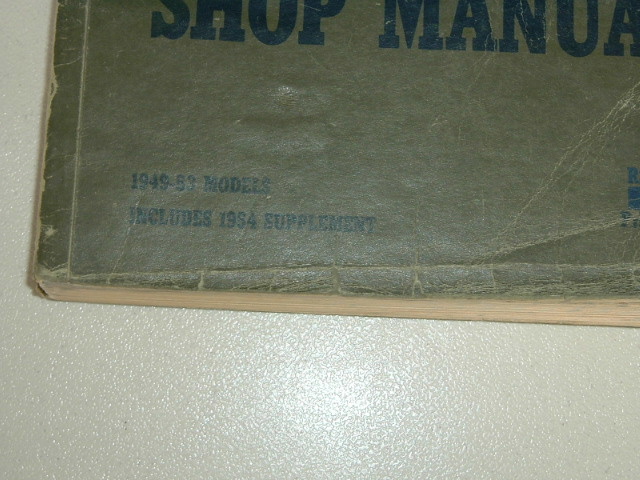 SHOP MANUA
1949-53 MODELS
INCLUDES 1954 SUPPLEMENT